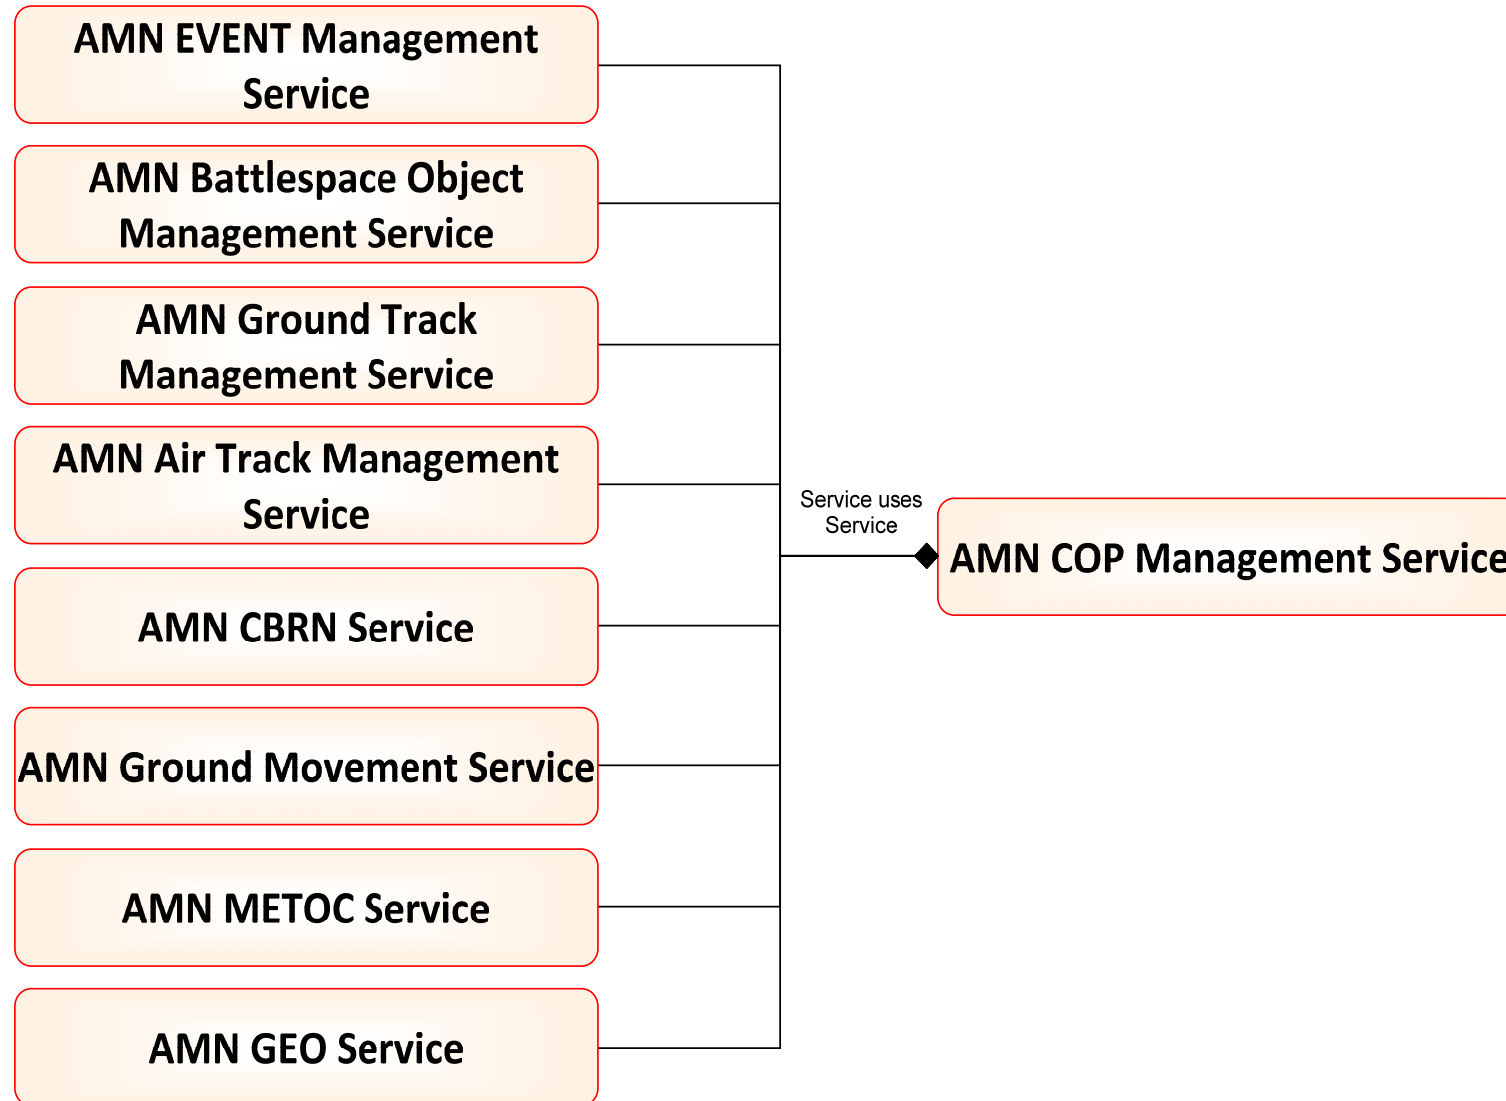 AMN EVENT Management
Service
AMN Battlespace Object
Management Service
AMN Ground Track
Management Service
AMN Air Track Management
Service
Service uses
Service
AMN COP Management Service
AMN CBRN Service
AMN Ground Movement Service
AMN METOC Service
AMN GEO Service